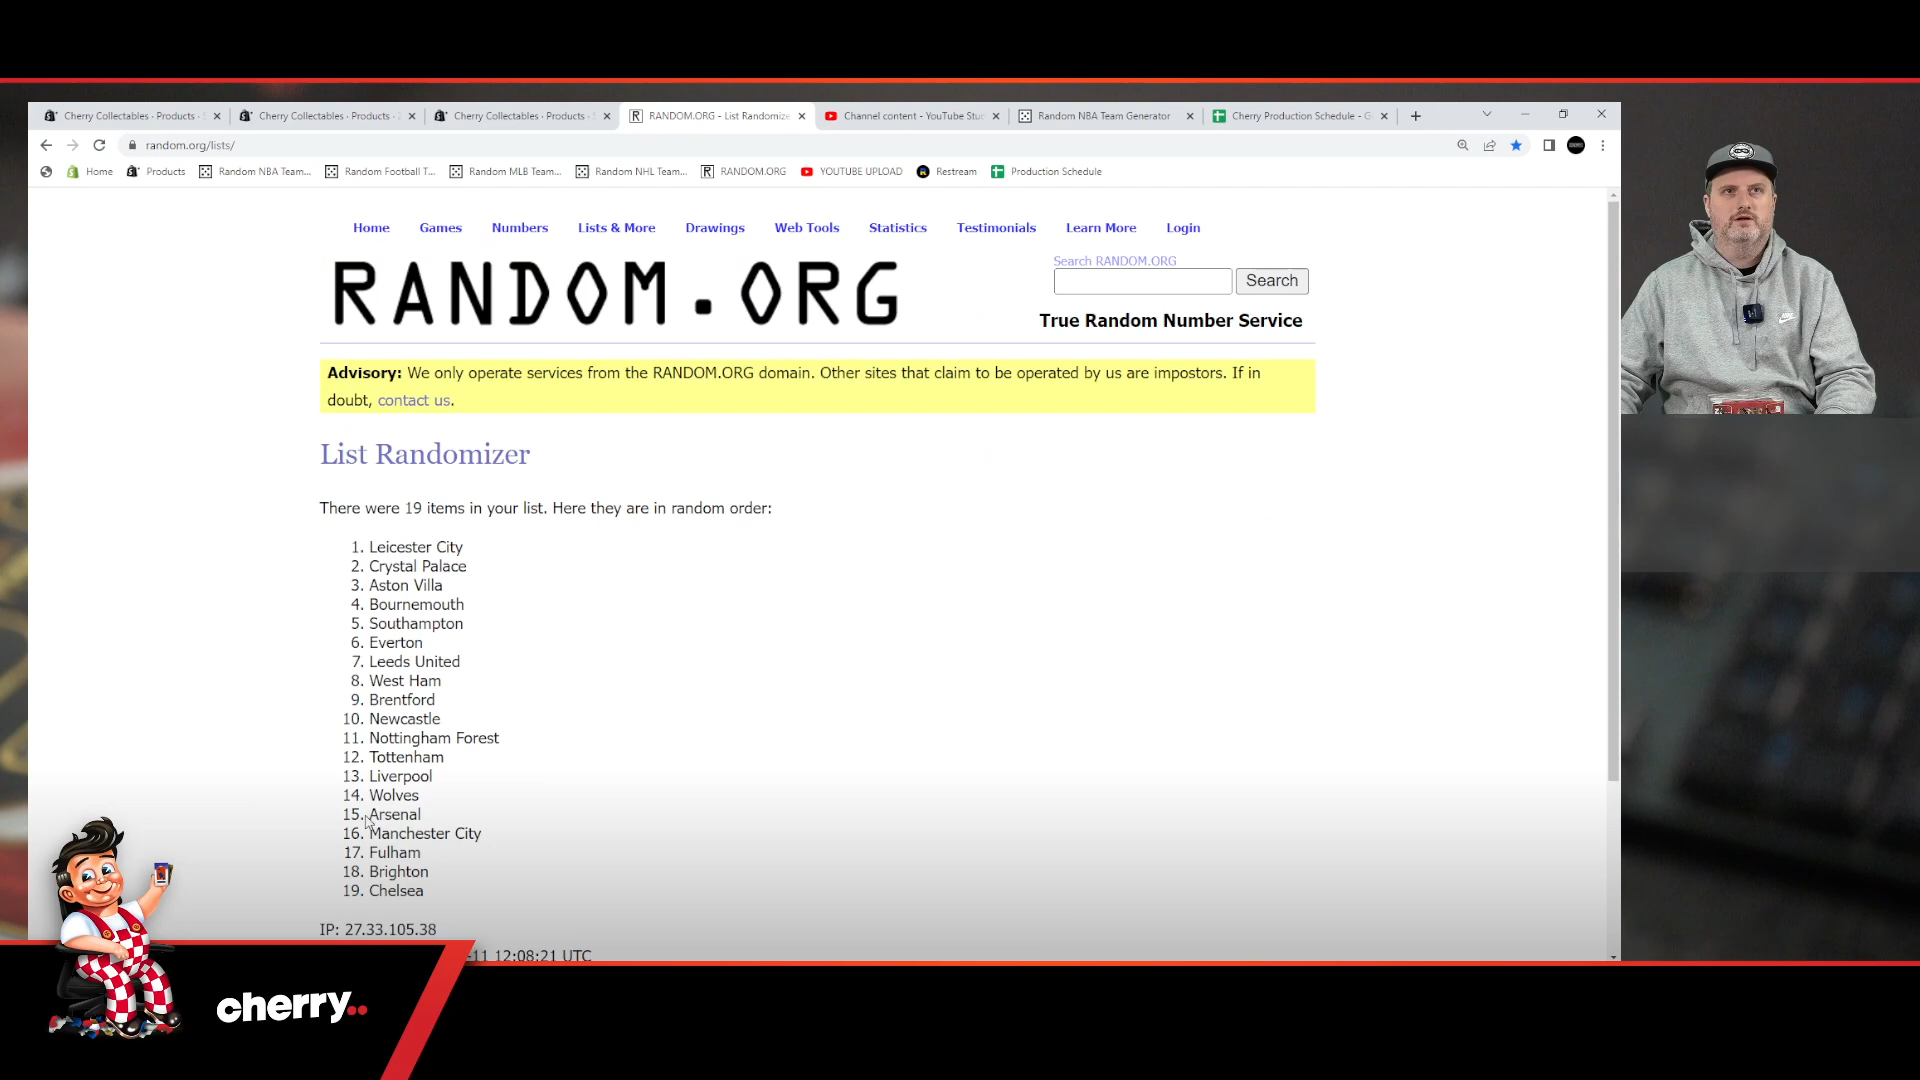 Cherry Collectables · Products ·
Cherry Collectables · Products ·
Cherry Collectables · Products ·
RANDOM.ORG - List Randomize
Channel content - YouTube Stud
Random NBA Team Generator
Cherry Production Schedule - G
random.org/lists/
Home
Products
Random NBA Team...
Random Football T...
Random MLB Team...
Random NHL Team...
RANDOM.ORG
YOUTUBE UPLOAD
Restream
Production Schedule
Home
Games
Numbers
Lists & More
Drawings
Web Tools
Statistics
Testimonials
Learn More
Login
RANDOM.ORG
Search RANDOM.ORG
Search
True Random Number Service
Advisory: We only operate services from the RANDOM.ORG domain. Other sites that claim to be operated by us are impostors. If in
doubt, contact us.
List Randomizer
There were 19 items in your list. Here they are in random order:
1. Leicester City
2. Crystal Palace
3. Aston Villa
4. Bournemouth
5. Southampton
6. Everton
7. Leeds United
8. West Ham
9. Brentford
10. Newcastle
11. Nottingham Forest
12. Tottenham
13. Liverpool
14. Wolves
15. Arsenal
16. Manchester City
17. Fulham
18. Brighton
19. Chelsea
IP: 27.33.105.38
-11 12:08:21 UTC
cherry..